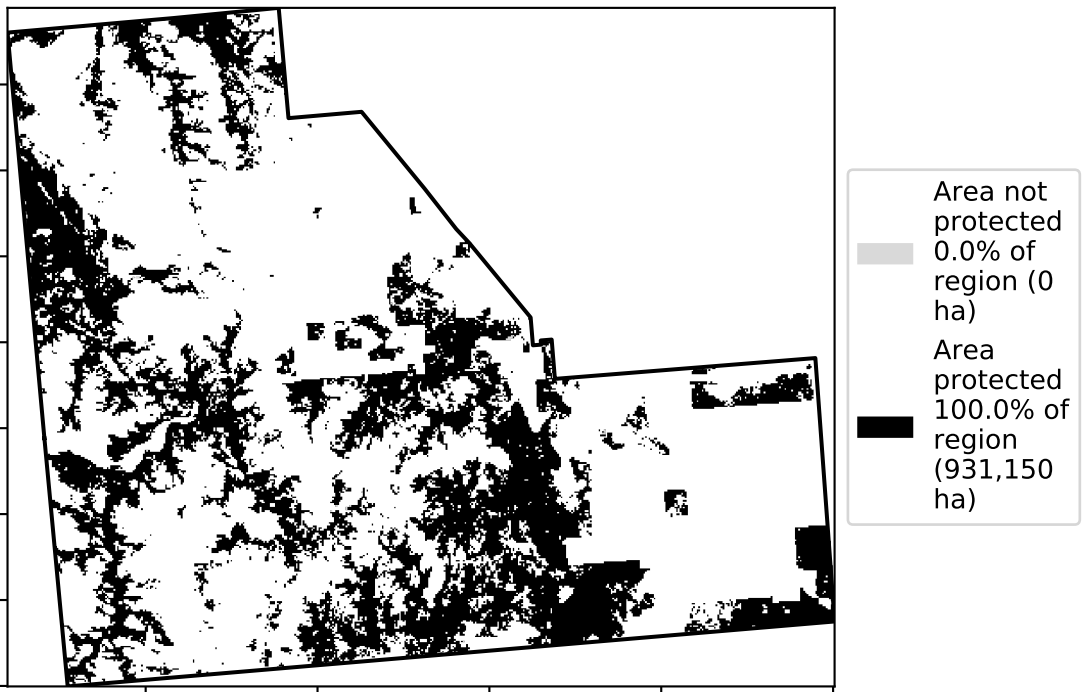 Area not
protected
0.0% of
region (0
ha)
Area
protected
100.0% of
region
(931,150
ha)